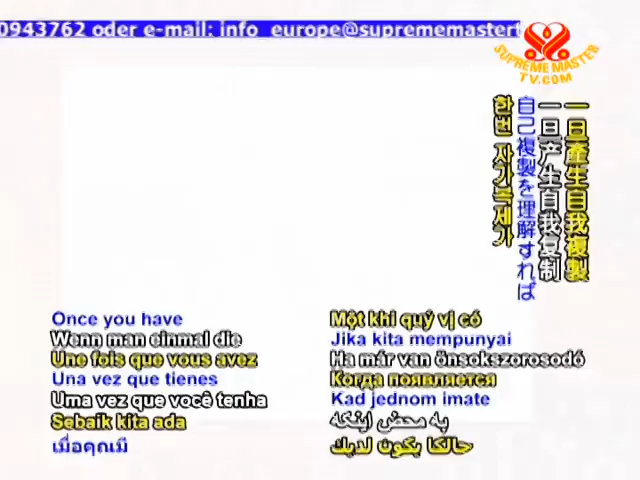 0943762 oder e-mail: info_europe@suprememastert
SUPREME MASTER
TV.COM
一旦產生自我複製
一旦产生自我复制
自己複製を理解すれば
한번 자기복제가
Once you have
Wenn man einmal die
Une fois que vous avez
Una vez que tienes
Uma vez que você tenha
Sebaik kita ada
เมื่อคุณมี
Một khi quý vị có
Jika kita mempunyai
Ha már van önsokszorosodó
Когда появляется
Kad jednom imate
به محض اینکه
حالما يكون لديك